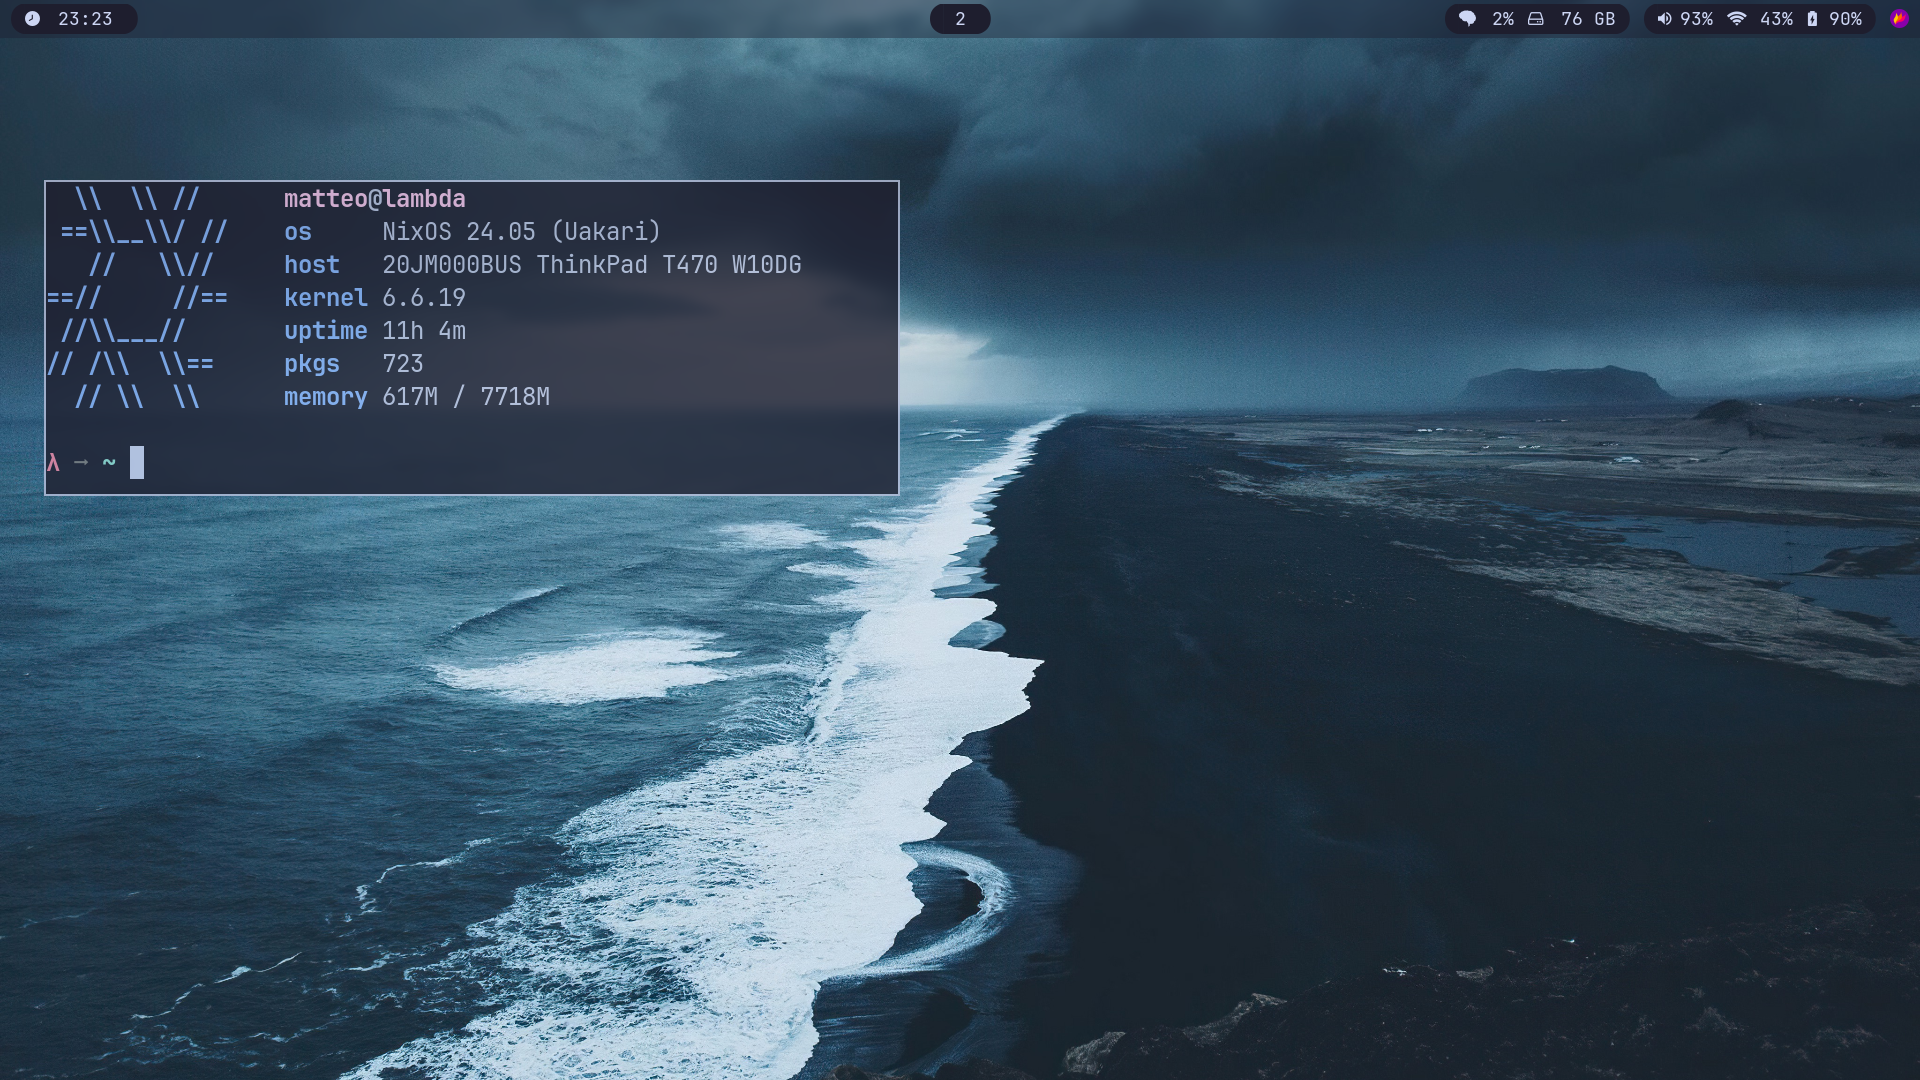 23:23
2
2% 76 GB 93% 43% 90%
\\  \\ //      matteo@lambda
==\\__\\/ //    os     NixOS 24.05 (Uakari)
//   \\//      host   20JM000BUS ThinkPad T470 W10DG
==//     //==    kernel 6.6.19
//\\___//       uptime 11h 4m
// /\\  \\==     pkgs   723
// \\  \\      memory 617M / 7718M
λ → ~